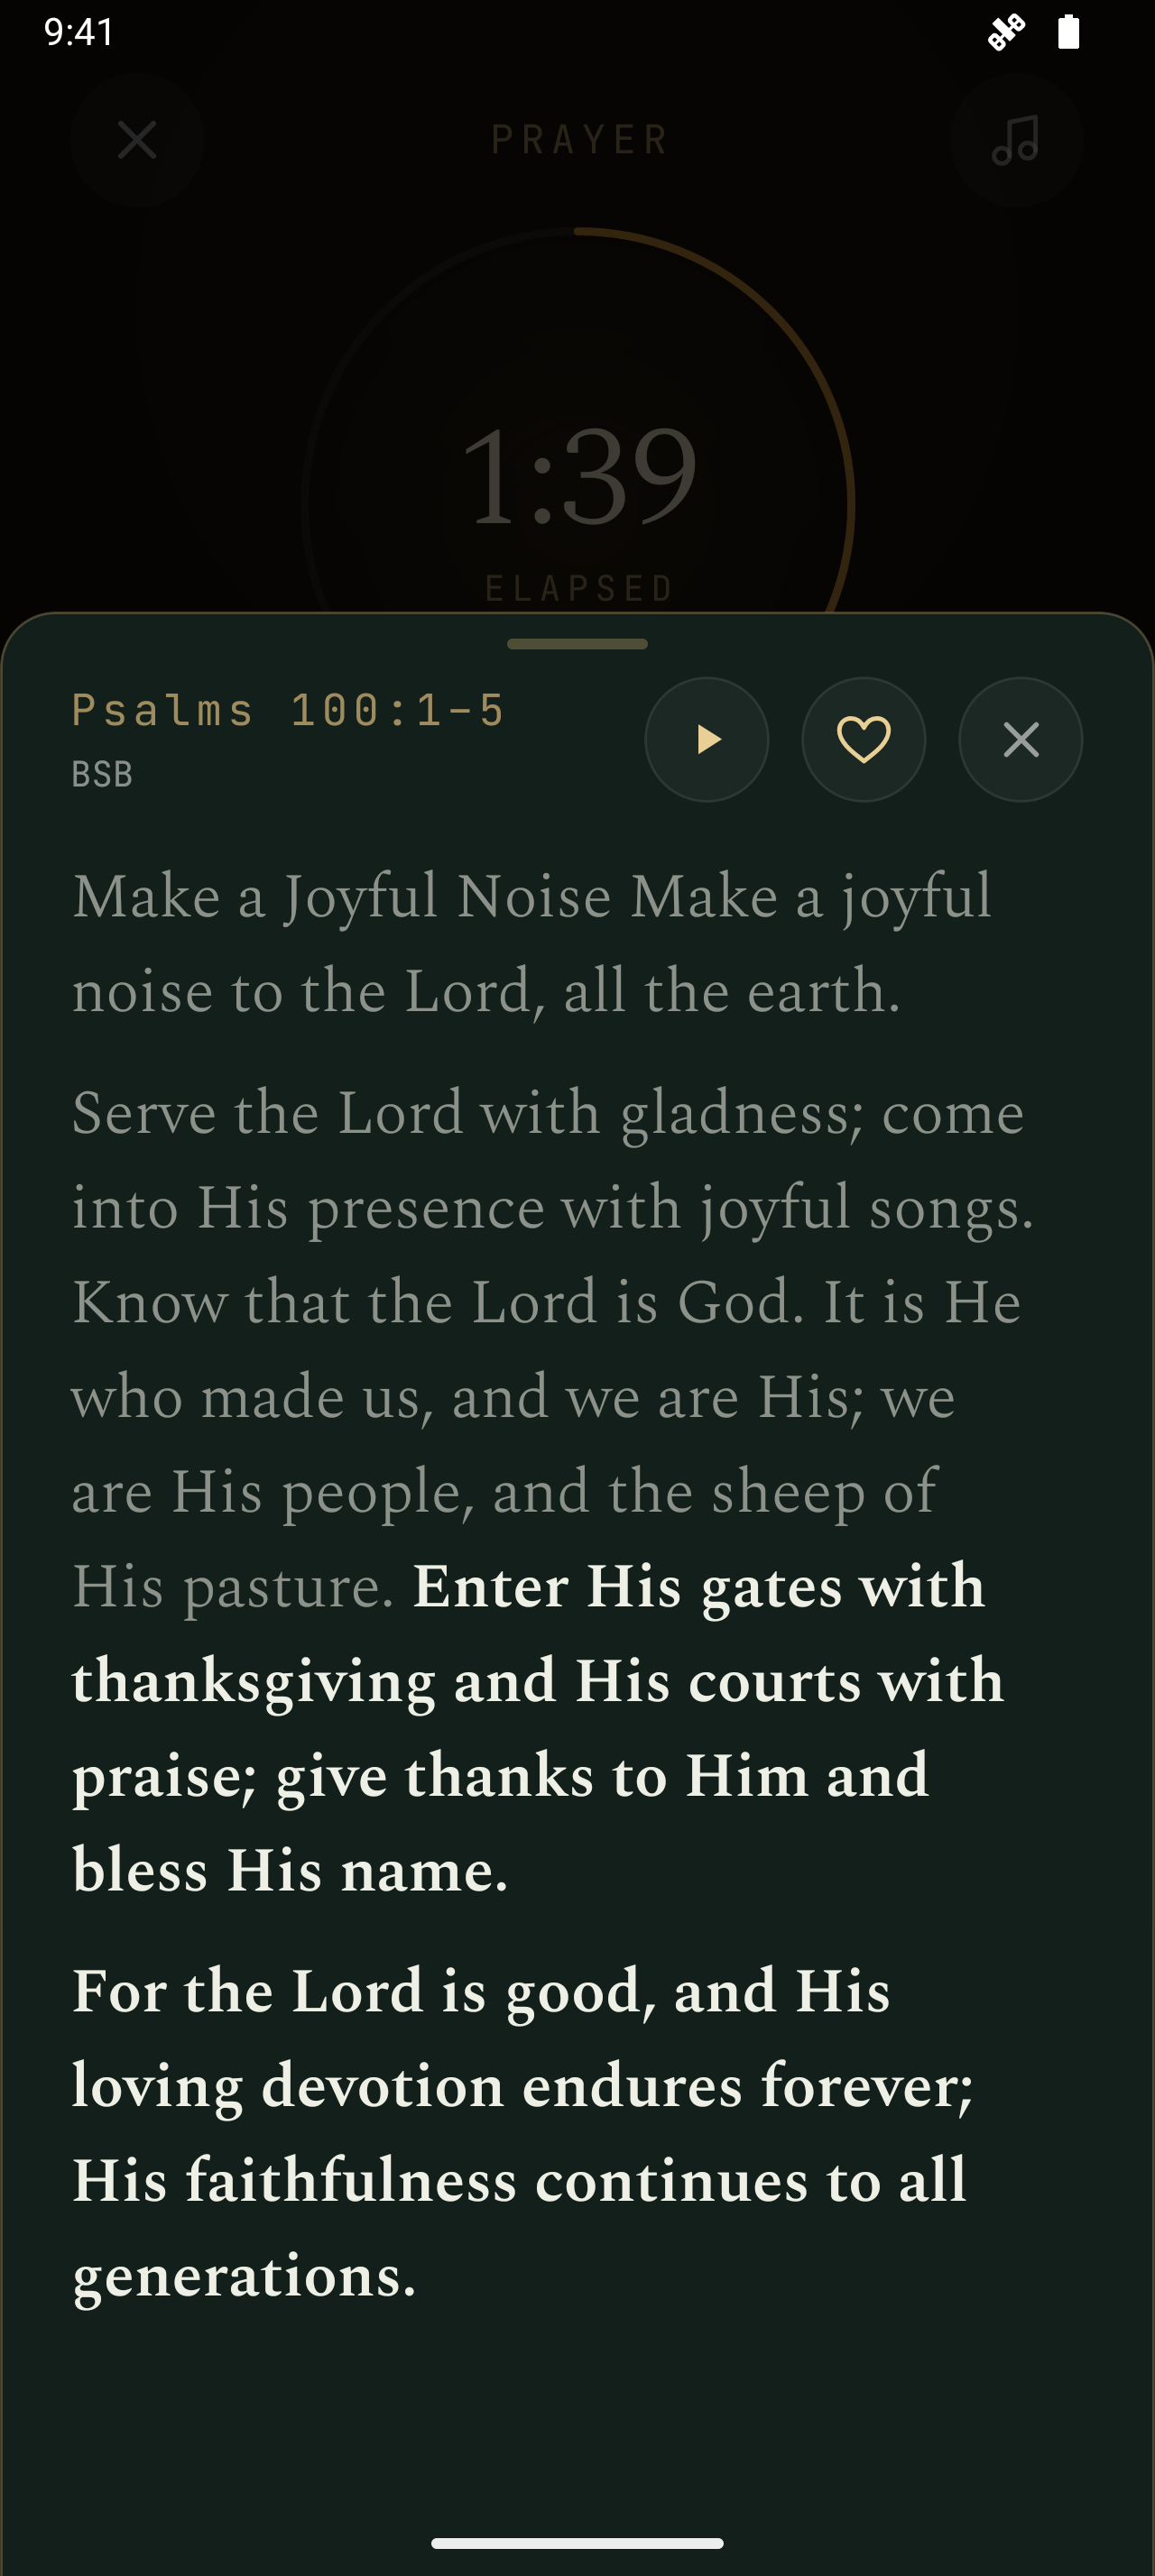 9:41
PRAYER
1:39
ELAPSED
Psalms 100:1–5
BSB
Make a Joyful Noise Make a joyful
noise to the Lord, all the earth.
Serve the Lord with gladness; come
into His presence with joyful songs.
Know that the Lord is God. It is He
who made us, and we are His; we
are His people, and the sheep of
His pasture. Enter His gates with
thanksgiving and His courts with
praise; give thanks to Him and
bless His name.
For the Lord is good, and His
loving devotion endures forever;
His faithfulness continues to all
generations.